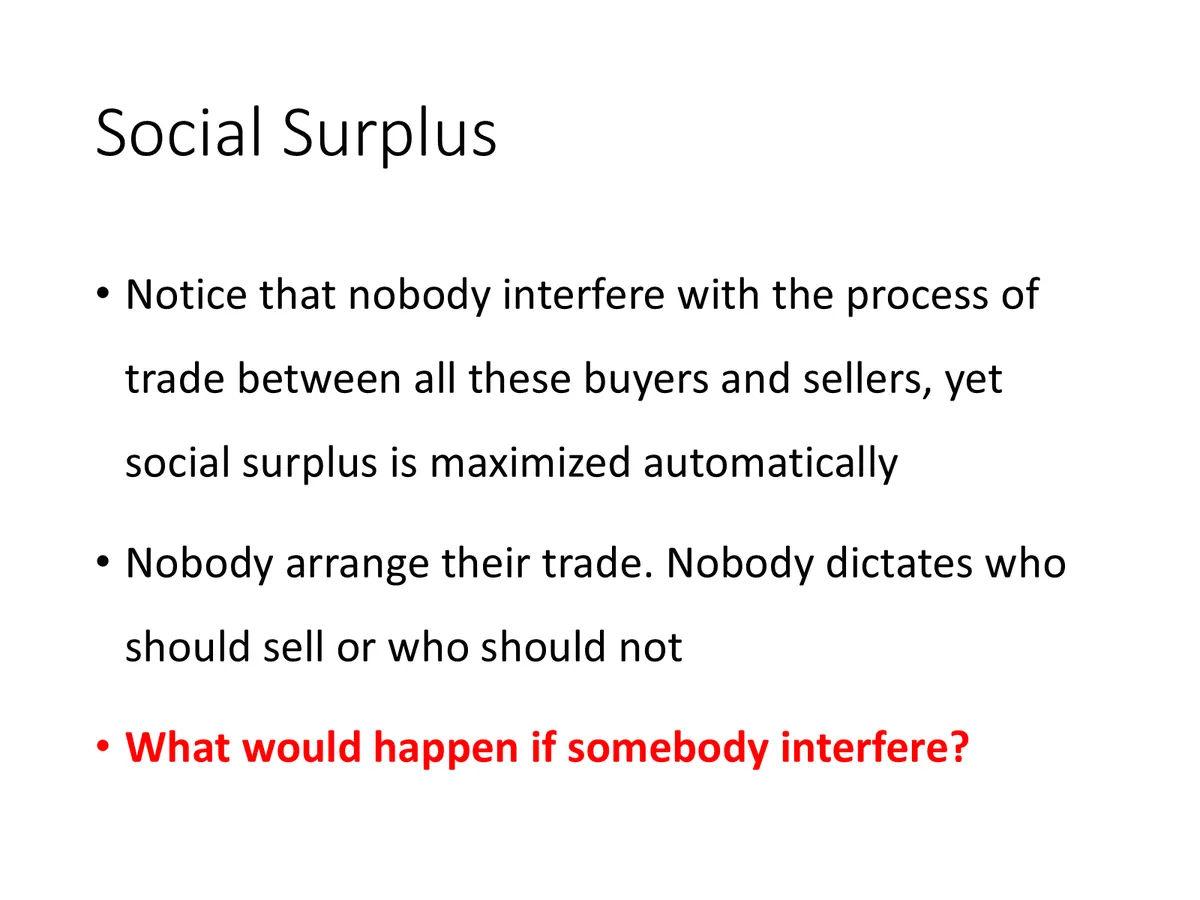 Social Surplus
• Notice that nobody interfere with the process of
trade between all these buyers and sellers, yet
social surplus is maximized automatically
• Nobody arrange their trade. Nobody dictates who
should sell or who should not
• What would happen if somebody interfere?